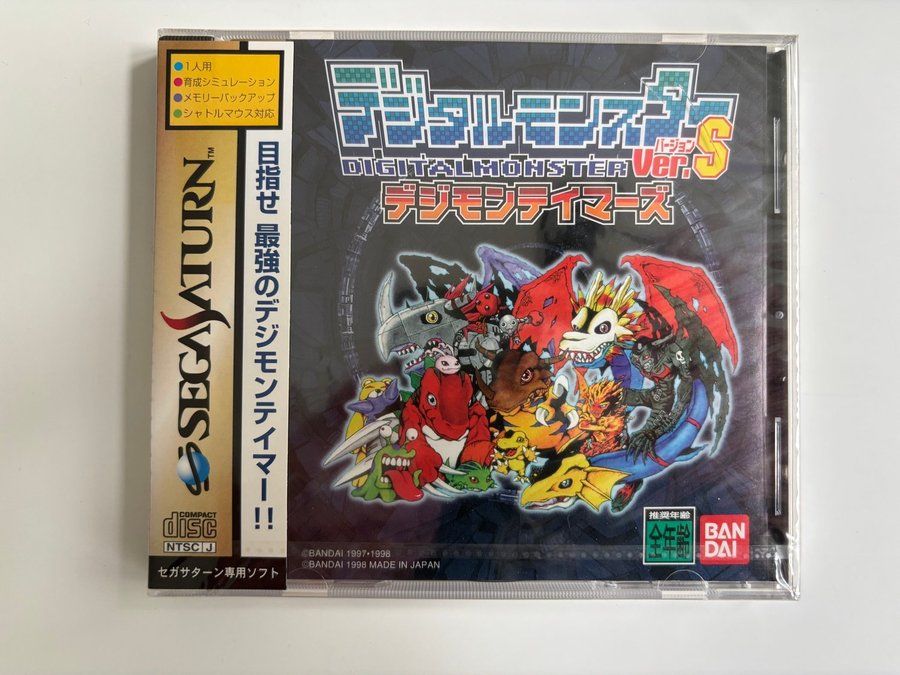 1人用
育成シミュレーション
メモリーバックアップ
シャトルマウス対応
SEGA SATURN™
目指せ 最強のデジモンテイマー!!
COMPACT
disc
NTSC J
セガサターン専用ソフト
デジタルモンスター
DIGITALMONSTER
バージョン
Ver.S
デジモンテイマーズ
推奨年齢
全年齢
BAN
DAI
©BANDAI 1997•1998
©BANDAI 1998 MADE IN JAPAN